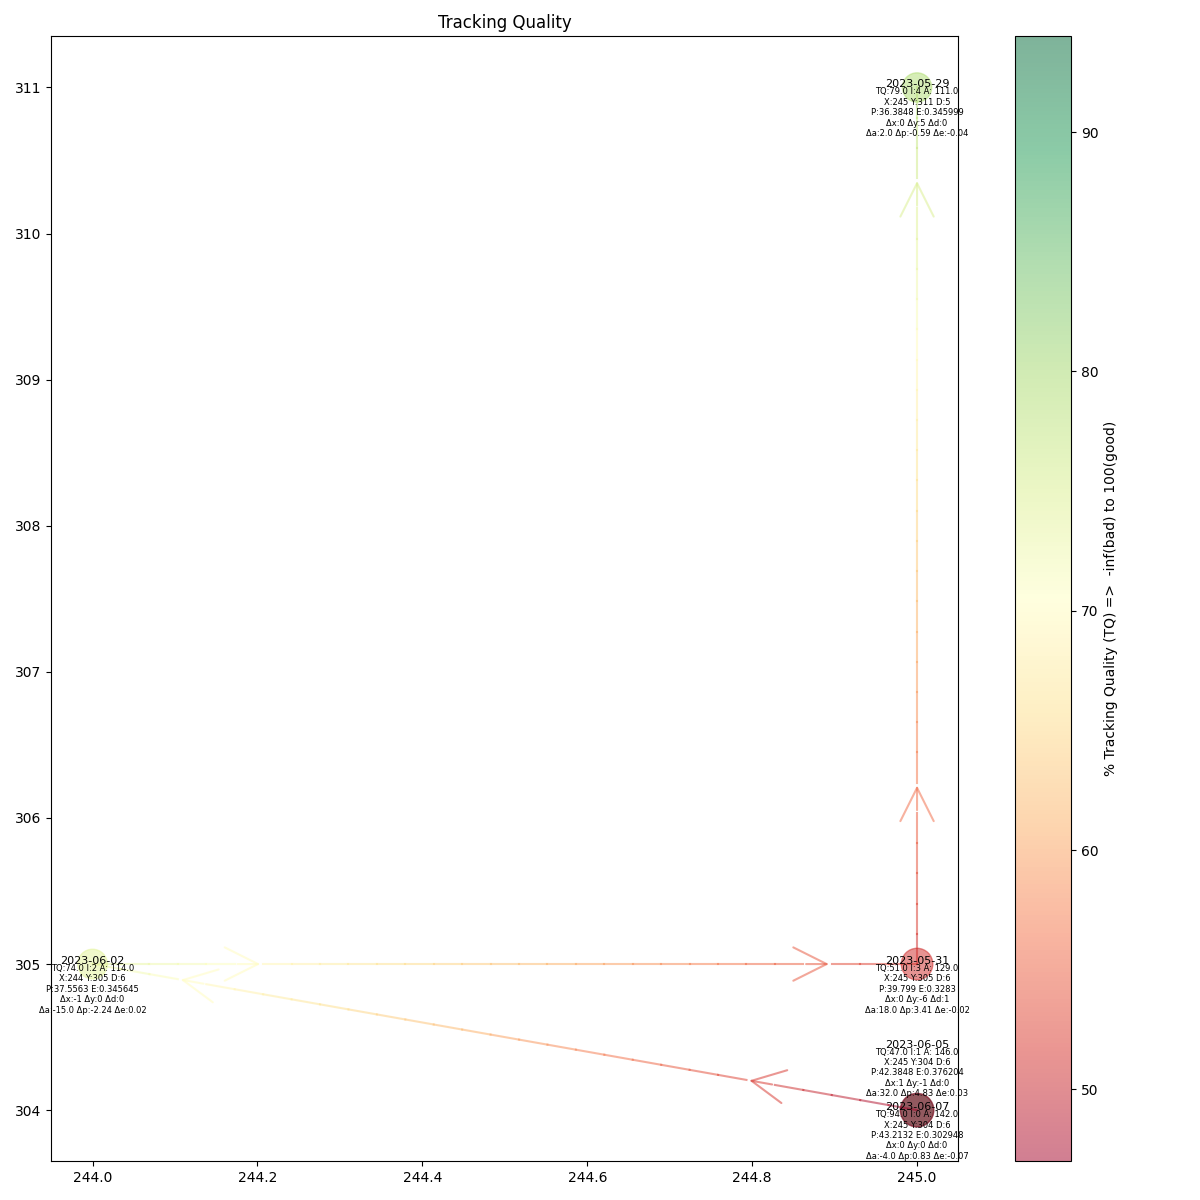 Tracking Quality
311
310
309
308
307
306
305
304
244.0
244.2
244.4
244.6
244.8
245.0
2023-05-29
TQ:79.0 I:4 A: 111.0
X:245 Y:311 D:5
P:36.3848 E:0.345999
Δx:0 Δy:5 Δd:0
Δa:2.0 Δp:-0.59 Δe:-0.04
2023-06-02
TQ:74.0 I:2 A: 114.0
X:244 Y:305 D:6
P:37.5563 E:0.345645
Δx:-1 Δy:0 Δd:0
Δa:-15.0 Δp:-2.24 Δe:0.02
2023-05-31
TQ:51.0 I:3 A: 129.0
X:245 Y:305 D:6
P:39.799 E:0.3283
Δx:0 Δy:-6 Δd:1
Δa:18.0 Δp:3.41 Δe:-0.02
2023-06-05
TQ:47.0 I:1 A: 146.0
X:245 Y:304 D:6
P:42.3848 E:0.376204
Δx:1 Δy:-1 Δd:0
Δa:32.0 Δp:4.83 Δe:0.03
2023-06-07
TQ:94.0 I:0 A: 142.0
X:245 Y:304 D:6
P:43.2132 E:0.302948
Δx:0 Δy:0 Δd:0
Δa:-4.0 Δp:0.83 Δe:-0.07
90
80
70
60
50
% Tracking Quality (TQ) =>  -inf(bad) to 100(good)